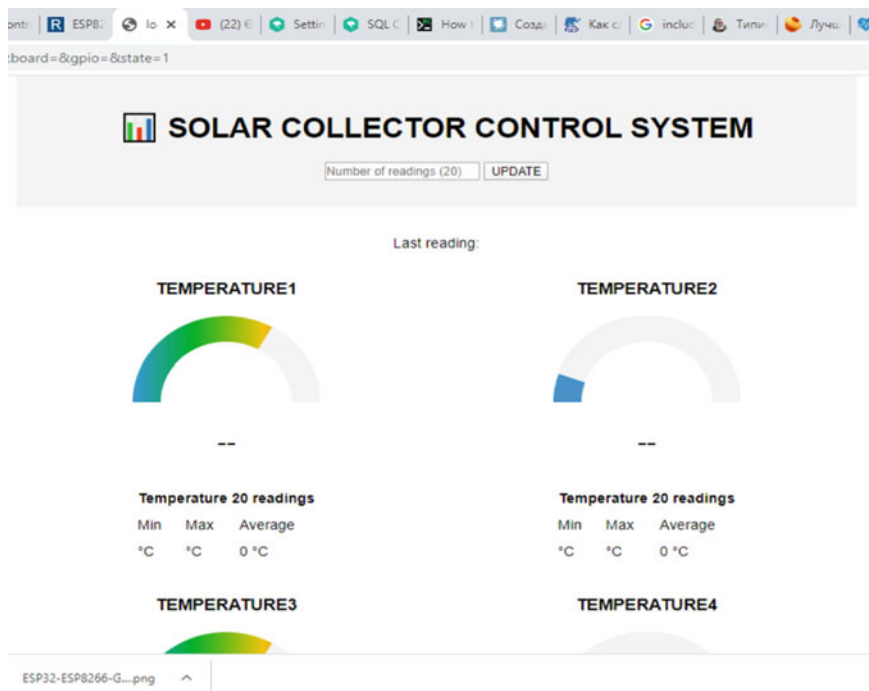 ESP82
lo
(22)
Settin
SQL
How
Созда
Как
includ
Типи
Лучш
board=&gpio=&state=1
SOLAR COLLECTOR CONTROL SYSTEM
Number of readings (20) UPDATE
Last reading:
TEMPERATURE1 TEMPERATURE2
-- --
Temperature 20 readings Temperature 20 readings
Min Max Average Min Max Average
°C °C 0 °C °C °C 0 °C
TEMPERATURE3 TEMPERATURE4
ESP32-ESP8266-G....png